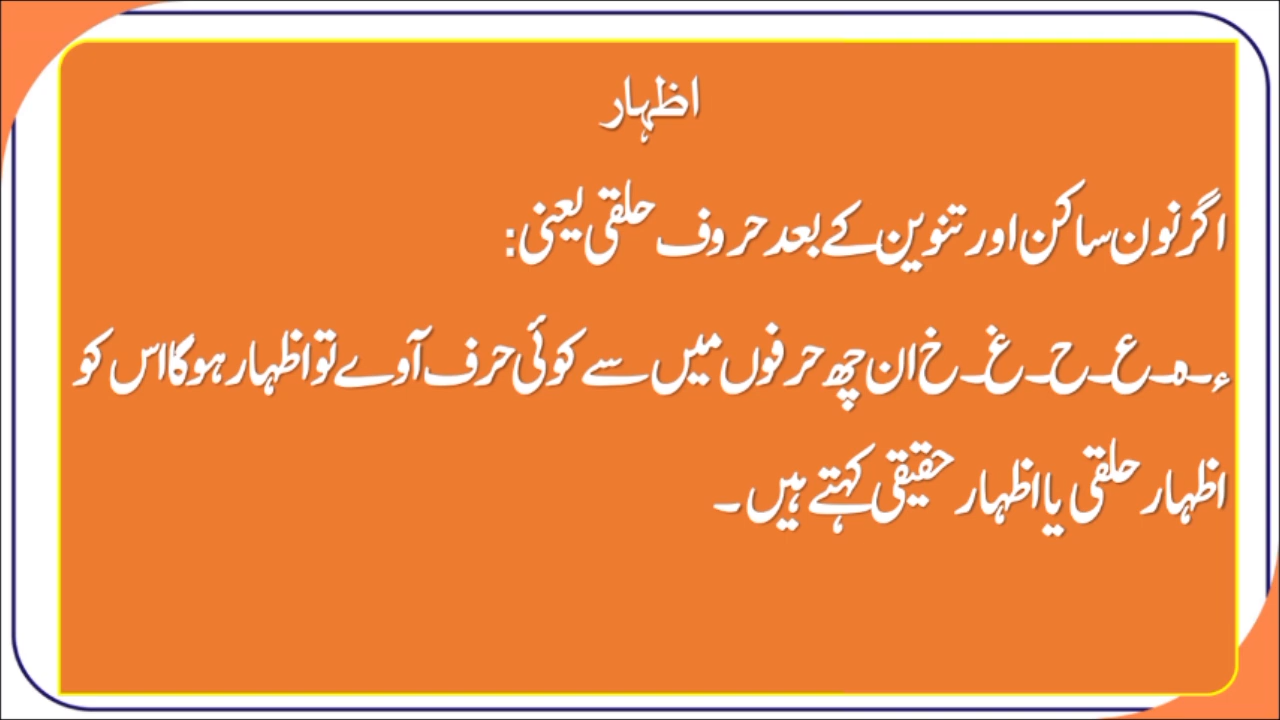 اظہار
اگر نون ساکن اور تنوین کے بعد حروف حلقی یعنی:
ء۔ہ۔ع۔ح۔غ۔خ ان چھ حرفوں میں سے کوئی حرف آوے تو اظہار ہوگا اس کو
اظہار حلقی یا اظہار حقیقی کہتے ہیں۔